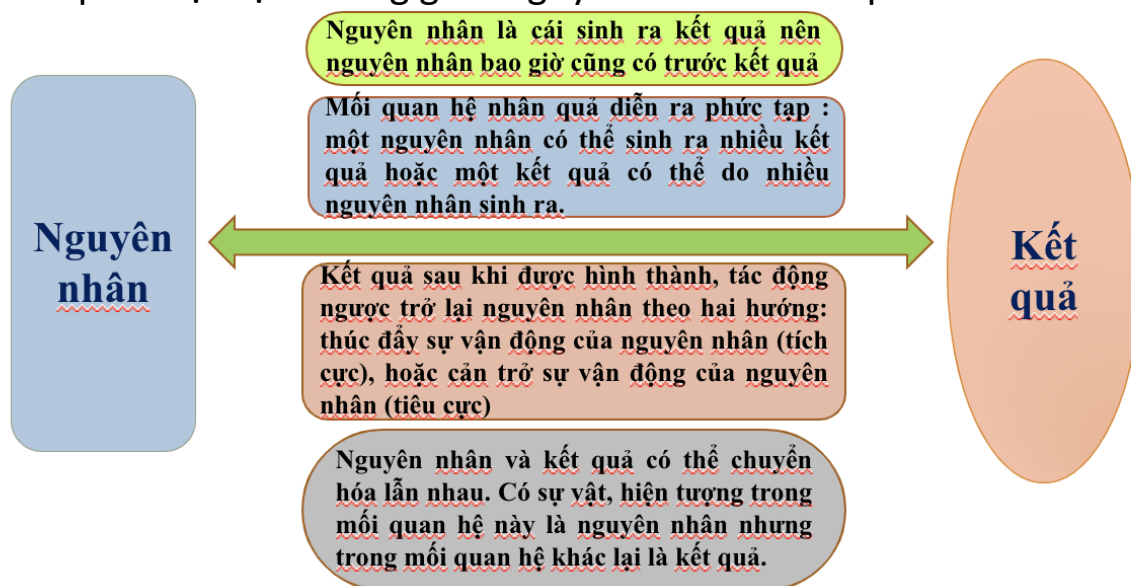 Nguyên nhân là cái sinh ra kết quả nên
nguyên nhân bao giờ cũng có trước kết quả
Mối quan hệ nhân quả diễn ra phức tạp :
một nguyên nhân có thể sinh ra nhiều kết
quả hoặc một kết quả có thể do nhiều
nguyên nhân sinh ra.
Nguyên
nhân
Kết
quả
Kết quả sau khi được hình thành, tác động
ngược trở lại nguyên nhân theo hai hướng:
thúc đẩy sự vận động của nguyên nhân (tích
cực), hoặc cản trở sự vận động của nguyên
nhân (tiêu cực)
Nguyên nhân và kết quả có thể chuyển
hóa lẫn nhau. Có sự vật, hiện tượng trong
mối quan hệ này là nguyên nhân nhưng
trong mối quan hệ khác lại là kết quả.